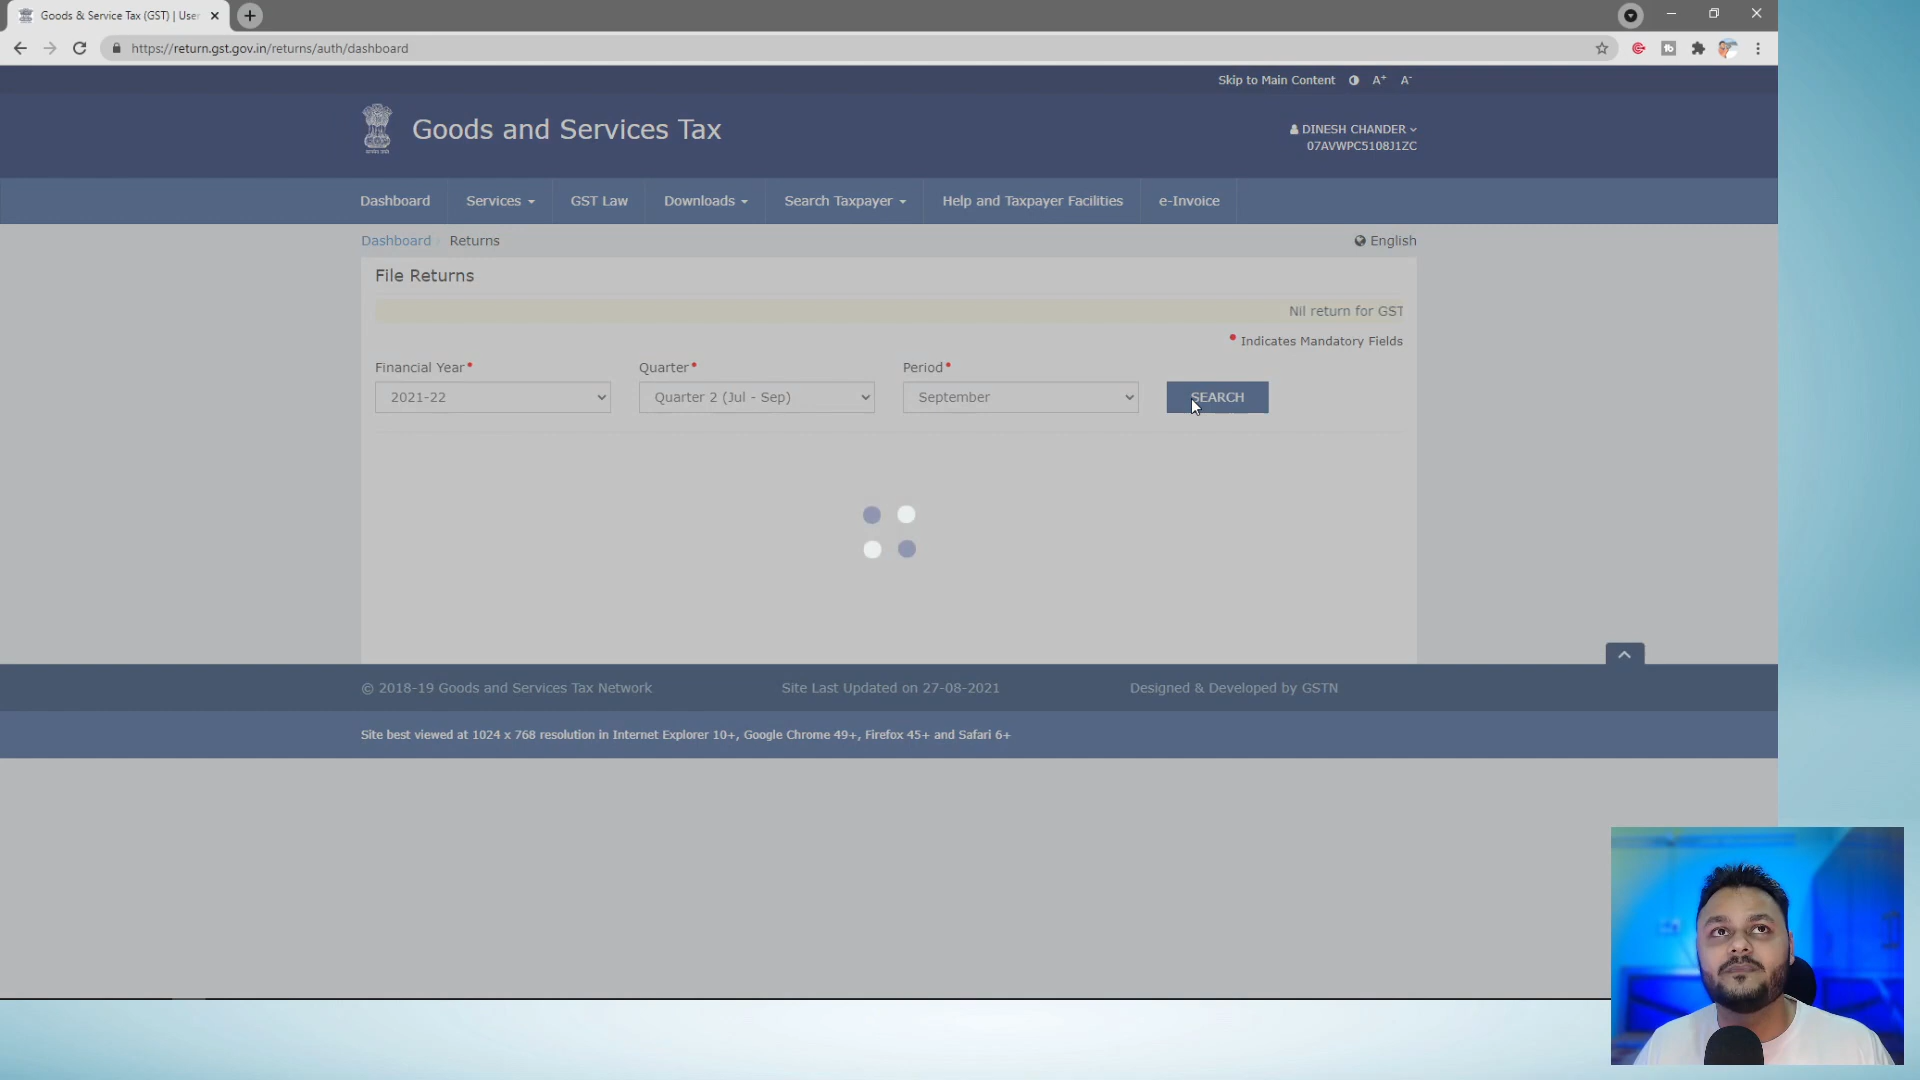 Goods & Service Tax (GST) | User
https://return.gst.gov.in/returns/auth/dashboard
Skip to Main Content A+ A-
Goods and Services Tax
DINESH CHANDER
07AVWPC5108J1ZC
Dashboard Services GST Law Downloads Search Taxpayer Help and Taxpayer Facilities e-Invoice
Dashboard Returns English
File Returns
Nil return for GST
• Indicates Mandatory Fields
Financial Year• Quarter• Period•
2021-22 Quarter 2 (Jul - Sep) September SEARCH
© 2018-19 Goods and Services Tax Network Site Last Updated on 27-08-2021 Designed & Developed by GSTN
Site best viewed at 1024 x 768 resolution in Internet Explorer 10+, Google Chrome 49+, Firefox 45+ and Safari 6+